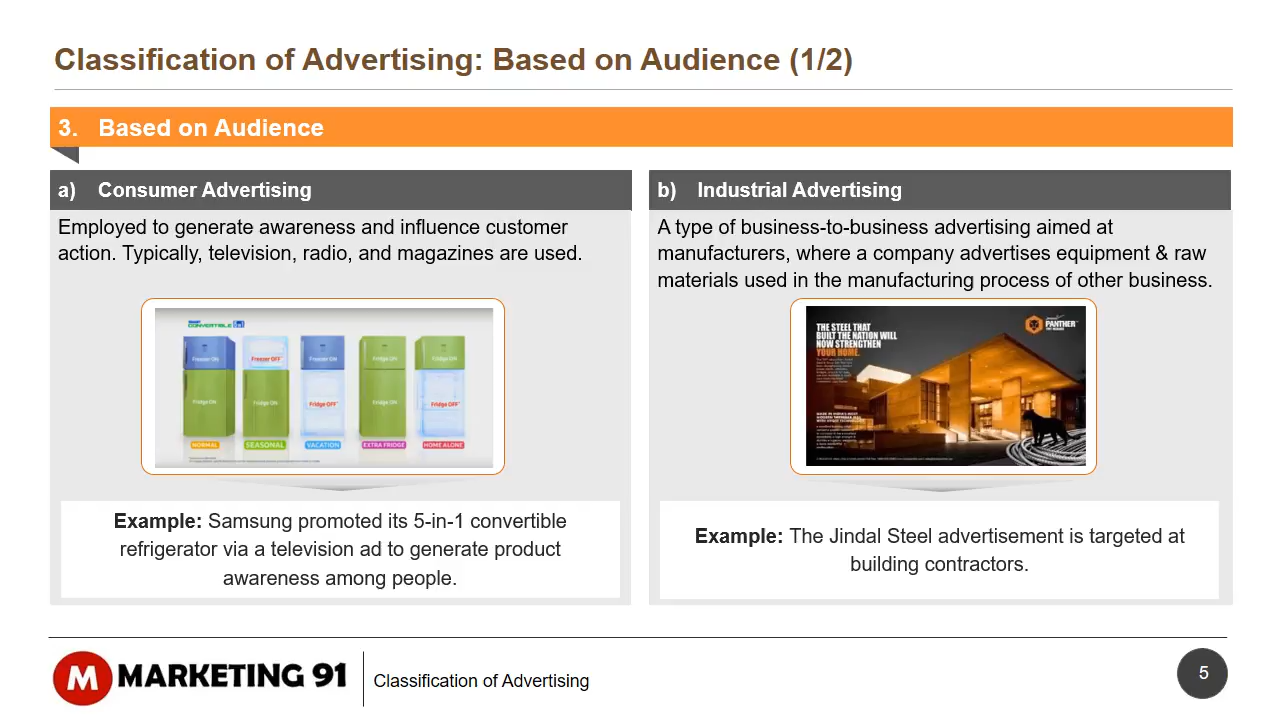 Classification of Advertising: Based on Audience (1/2)
3. Based on Audience
a) Consumer Advertising
Employed to generate awareness and influence customer
action. Typically, television, radio, and magazines are used.
CONVERTIBLE
Freezer ON
Freezer OFF
Freezer ON
Fridge ON
Fridge OFF
Fridge ON
Fridge ON
Fridge OFF
Fridge ON
Fridge OFF
NORMAL
SEASONAL
VACATION
EXTRA FRIDGE
HOME ALONE
Example: Samsung promoted its 5-in-1 convertible
refrigerator via a television ad to generate product
awareness among people.
b) Industrial Advertising
A type of business-to-business advertising aimed at
manufacturers, where a company advertises equipment & raw
materials used in the manufacturing process of other business.
THE STEEL THAT
BUILT THE NATION WILL
NOW STRENGTHEN
YOUR HOME.
PANTHER
Example: The Jindal Steel advertisement is targeted at
building contractors.
M MARKETING 91
Classification of Advertising
5